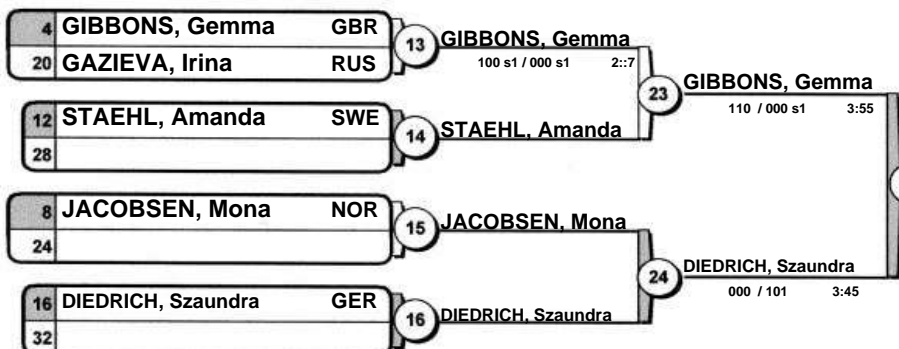 4 GIBBONS, Gemma GBR
20 GAZIEVA, Irina RUS
13
GIBBONS, Gemma
100 s1 / 000 s1 2::7
12 STAEHL, Amanda SWE
28
14
STAEHL, Amanda
23
GIBBONS, Gemma
110 / 000 s1 3:55
8 JACOBSEN, Mona NOR
24
15
JACOBSEN, Mona
16 DIEDRICH, Szaundra GER
32
16
DIEDRICH, Szaundra
24
DIEDRICH, Szaundra
000 / 101 3:45